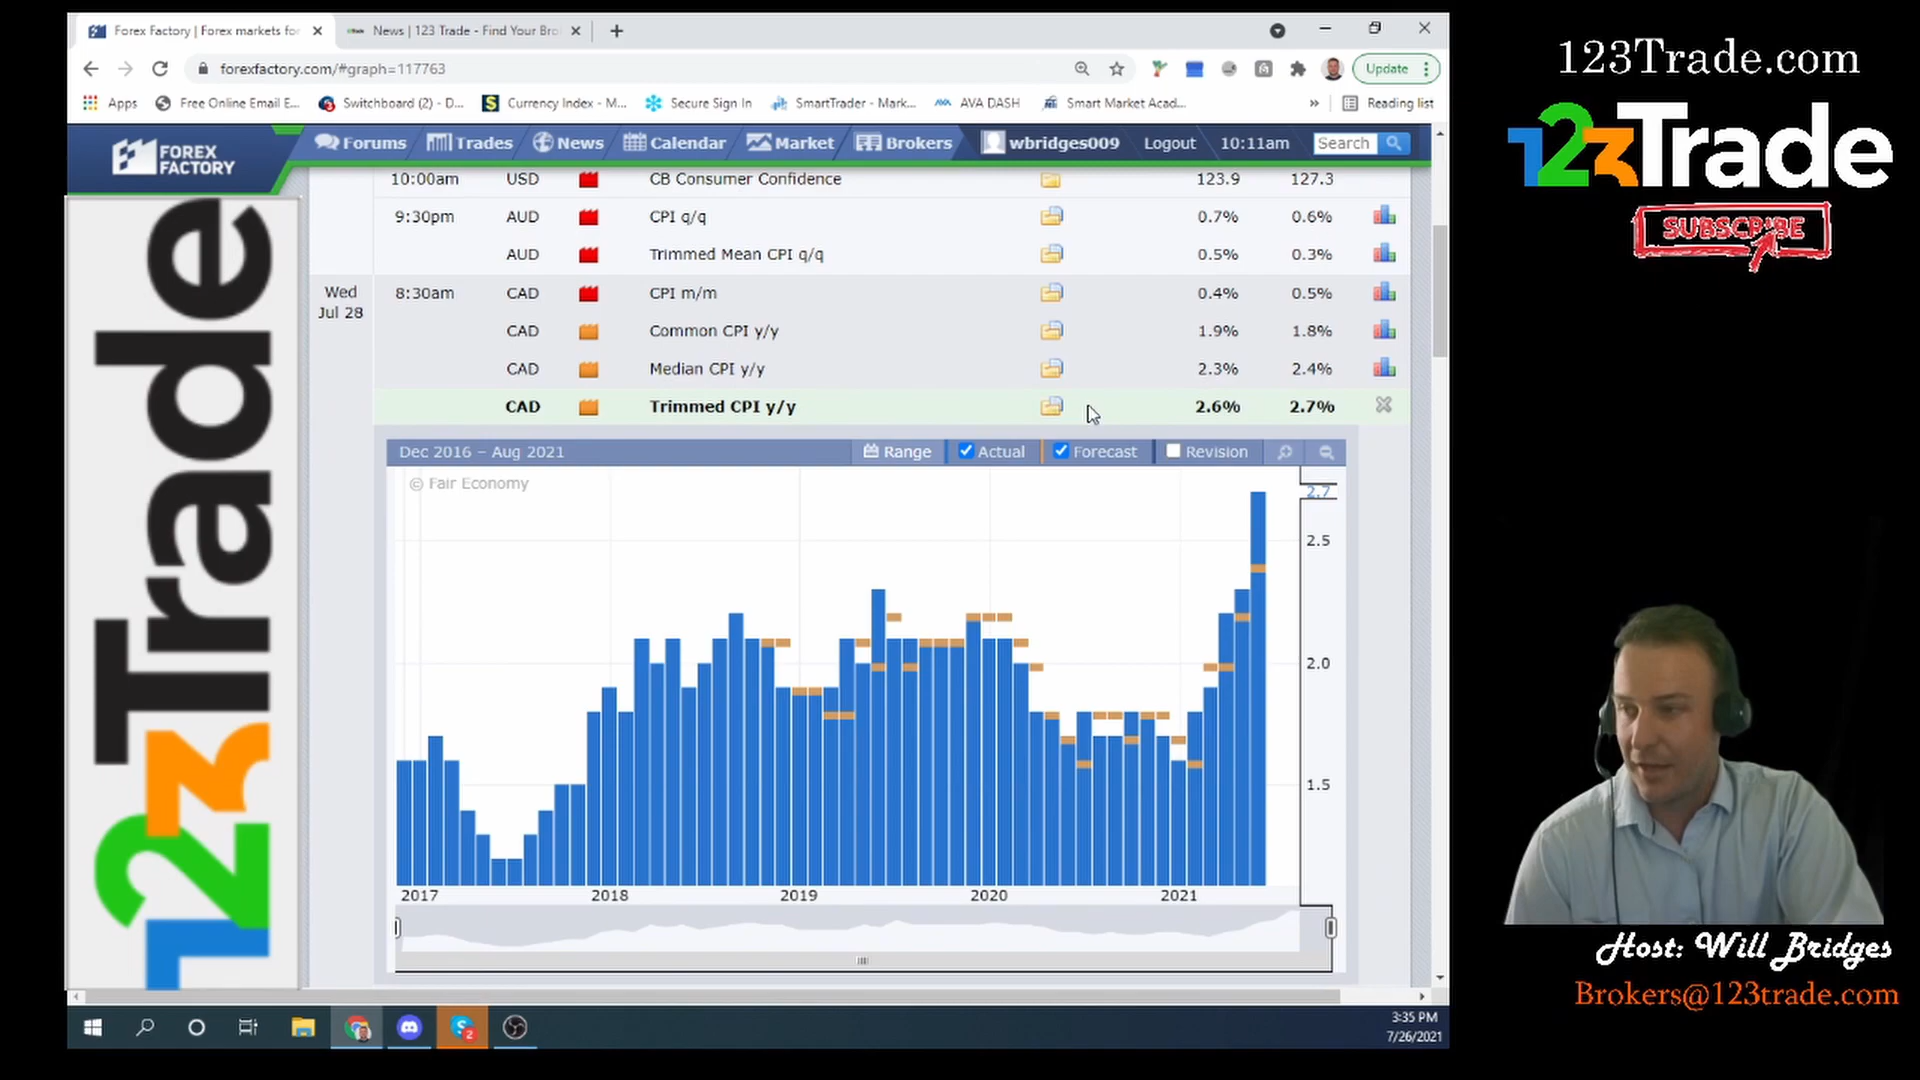 Forex Factory | Forex markets for
News | 123 Trade - Find Your Bro
forexfactory.com/#graph=117763
Update
Apps
Free Online Email E...
Switchboard (2) - D...
Currency Index - M...
Secure Sign In
SmartTrader - Mark...
AVA DASH
Smart Market Acad...
»
Reading list
FOREX FACTORY
Forums
Trades
News
Calendar
Market
Brokers
wbridges009
Logout
10:11am
Search
10:00am USD CB Consumer Confidence 123.9 127.3
9:30pm AUD CPI q/q 0.7% 0.6%
AUD Trimmed Mean CPI q/q 0.5% 0.3%
Wed Jul 28 8:30am CAD CPI m/m 0.4% 0.5%
CAD Common CPI y/y 1.9% 1.8%
CAD Median CPI y/y 2.3% 2.4%
CAD Trimmed CPI y/y 2.6% 2.7%
Dec 2016 – Aug 2021 Range Actual Forecast Revision
© Fair Economy
2.7
2.5
2.0
1.5
2017 2018 2019 2020 2021
123Trade
2
3:35 PM
7/26/2021
123Trade.com
123Trade
SUBSCRIBE
Host: Will Bridges
Brokers@123trade.com